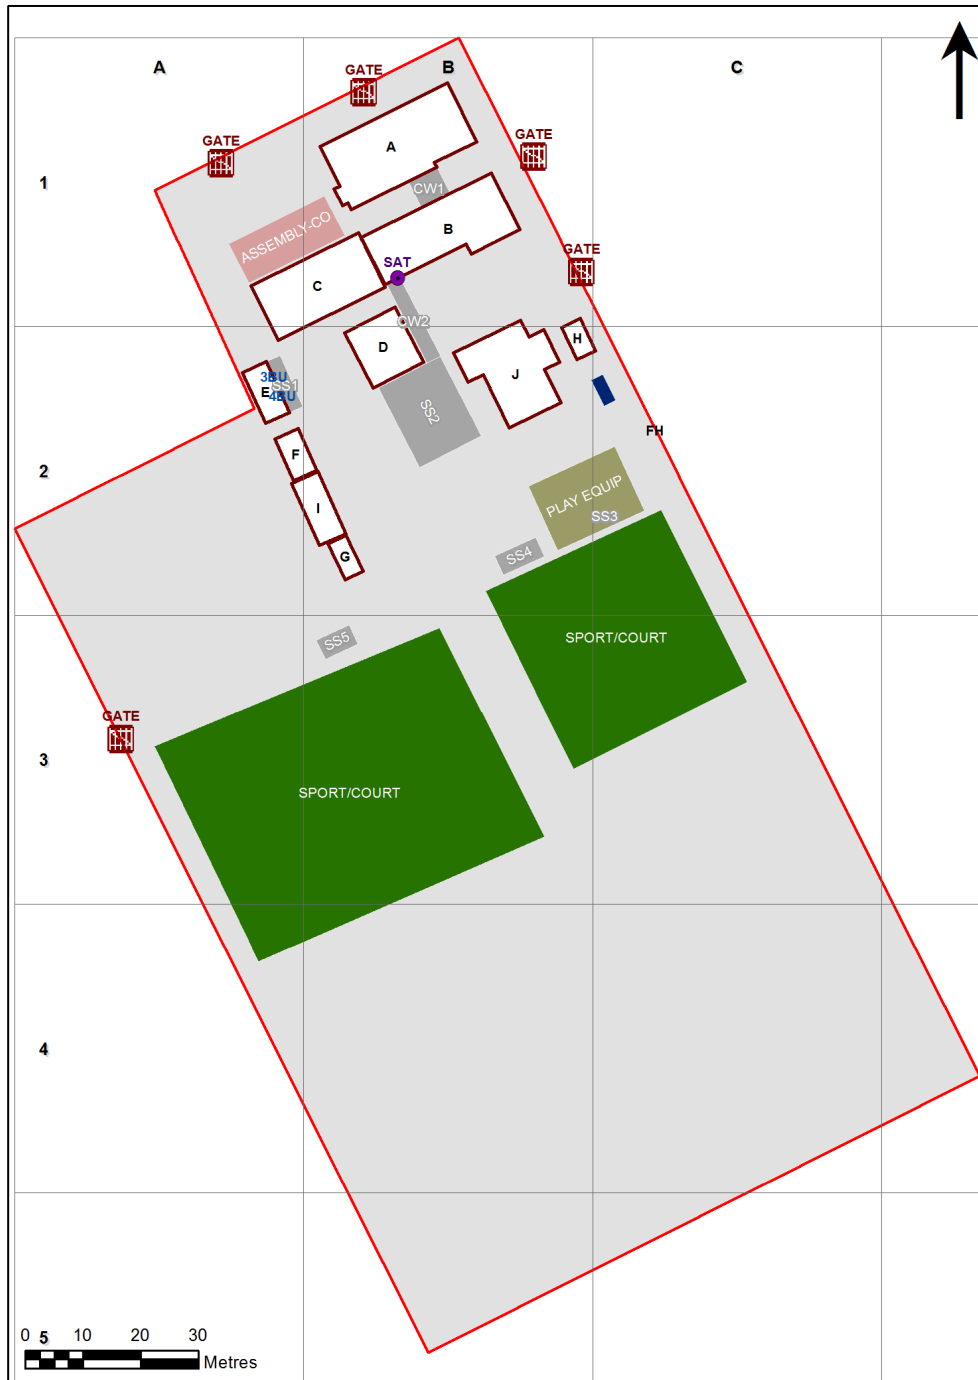 A
B
C
GATE
GATE
GATE
A
1
CW1
ASSEMBLY-CO
B
SAT
GATE
C
CW2
H
D
J
3BU
SS1
E
4BU
SS2
FH
F
2
PLAY EQUIP
I
SS3
SS4
G
SS5
SPORT/COURT
GATE
3
SPORT/COURT
4
5
0 10 20 30
Metres